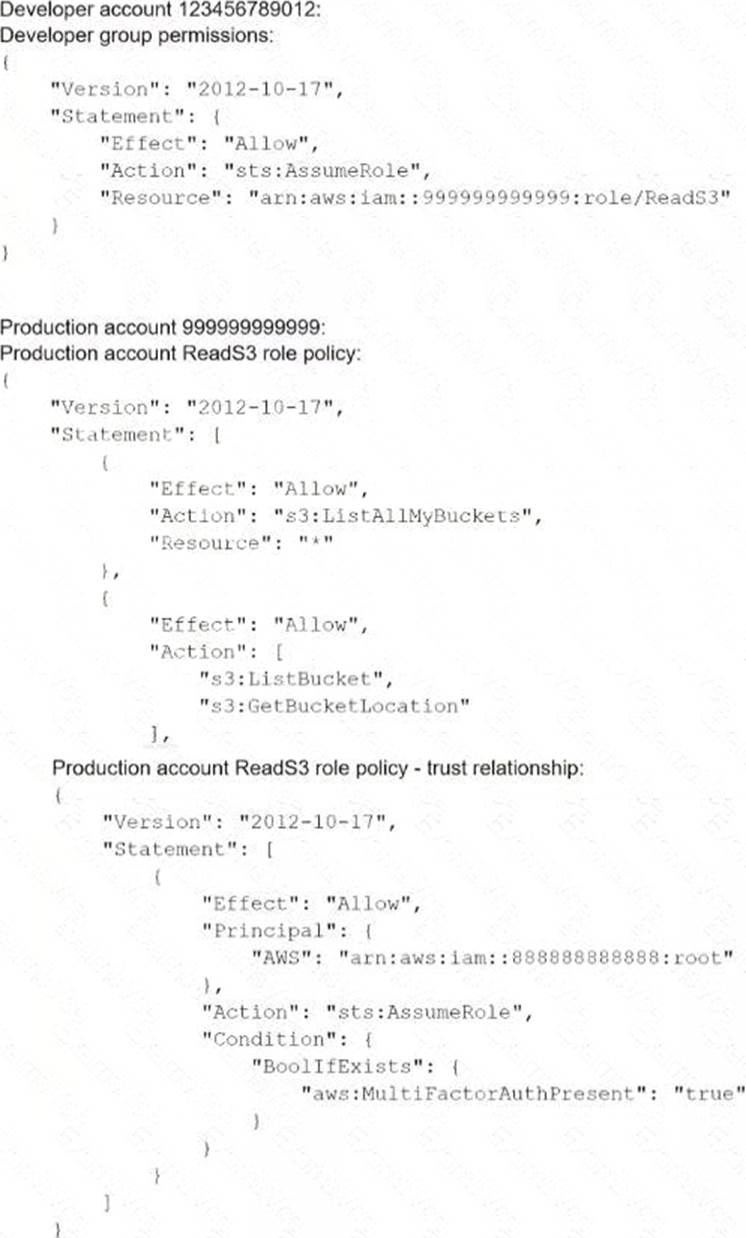 Developer account 123456789012:
Developer group permissions:
{
"Version": "2012-10-17",
"Statement": {
"Effect": "Allow",
"Action": "sts:AssumeRole",
"Resource": "arn:aws:iam::999999999999:role/ReadS3"
}
}
Production account 999999999999:
Production account ReadS3 role policy:
{
"Version": "2012-10-17",
"Statement": [
{
"Effect": "Allow",
"Action": "s3:ListAllMyBuckets",
"Resource": "*"
},
{
"Effect": "Allow",
"Action": [
"s3:ListBucket",
"s3:GetBucketLocation"
],
Production account ReadS3 role policy - trust relationship:
{
"Version": "2012-10-17",
"Statement": [
{
"Effect": "Allow",
"Principal": {
"AWS": "arn:aws:iam::888888888888:root"
},
"Action": "sts:AssumeRole",
"Condition": {
"BoolIfExists": {
"aws:MultiFactorAuthPresent": "true"
}
}
}
]
}